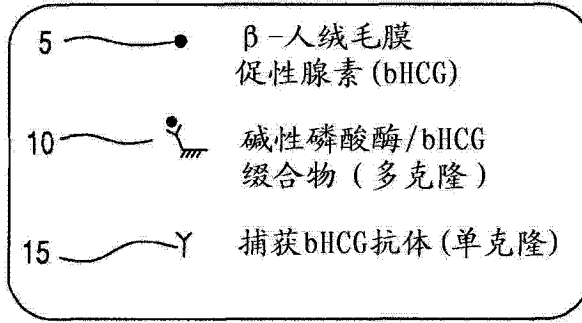 5 β-人绒毛膜
促性腺素(bHCG)
10 碱性磷酸酶/bHCG
缀合物(多克隆)
15 捕获bHCG抗体(单克隆)